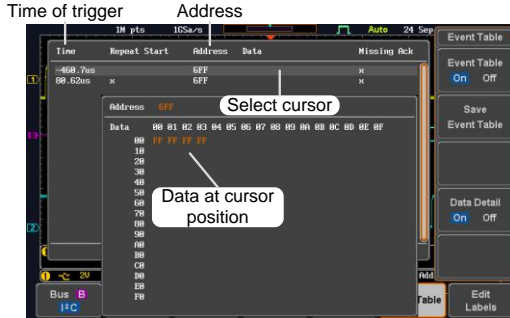 Time of trigger Address
1M pts 1GSa/s Auto 24 Sep
Event Table
Time Repeat Start Address Data Missing Ack
-460.7us 6FF x
80.62us x 6FF x
Event Table
On Off
Select cursor
Address 6FF
Save
Event Table
Data 00 01 02 03 04 05 06 07 08 09 0A 0B 0C 0D 0E 0F
00 FF FF FF FF
10
20
30
40
50
60
70
80
90
A0
B0
C0
D0
E0
F0
Data at cursor
position
Data Detail
On Off
1 2V
2
B
Add
Bus B
I²C
Table
Edit
Labels